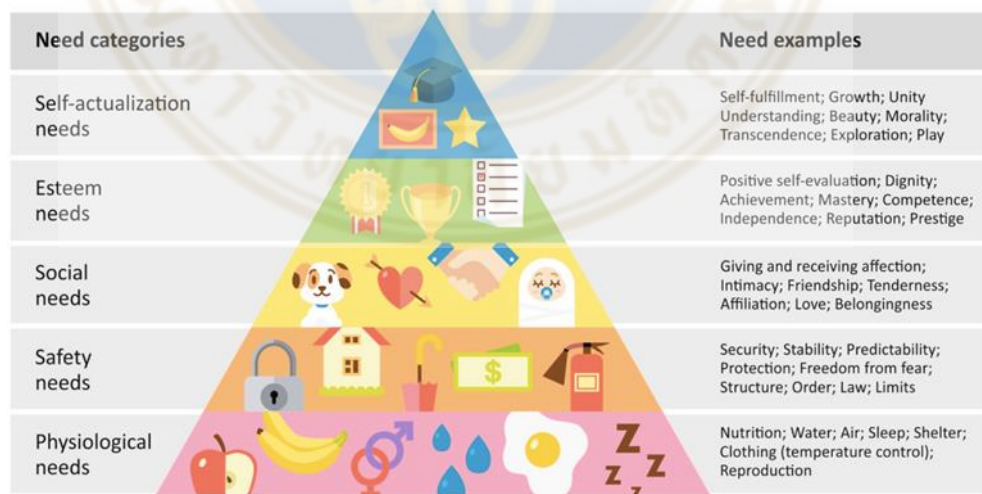 Need categories
Need examples
Self-actualization
needs
Self-fulfillment; Growth; Unity
Understanding; Beauty; Morality;
Transcendence; Exploration; Play
Esteem
needs
Positive self-evaluation; Dignity;
Achievement; Mastery; Competence;
Independence; Reputation; Prestige
Social
needs
Giving and receiving affection;
Intimacy; Friendship; Tenderness;
Affiliation; Love; Belongingness
Safety
needs
$
Security; Stability; Predictability;
Protection; Freedom from fear;
Structure; Order; Law; Limits
Physiological
needs
Z
Z
Z
Z
Nutrition; Water; Air; Sleep; Shelter;
Clothing (temperature control);
Reproduction